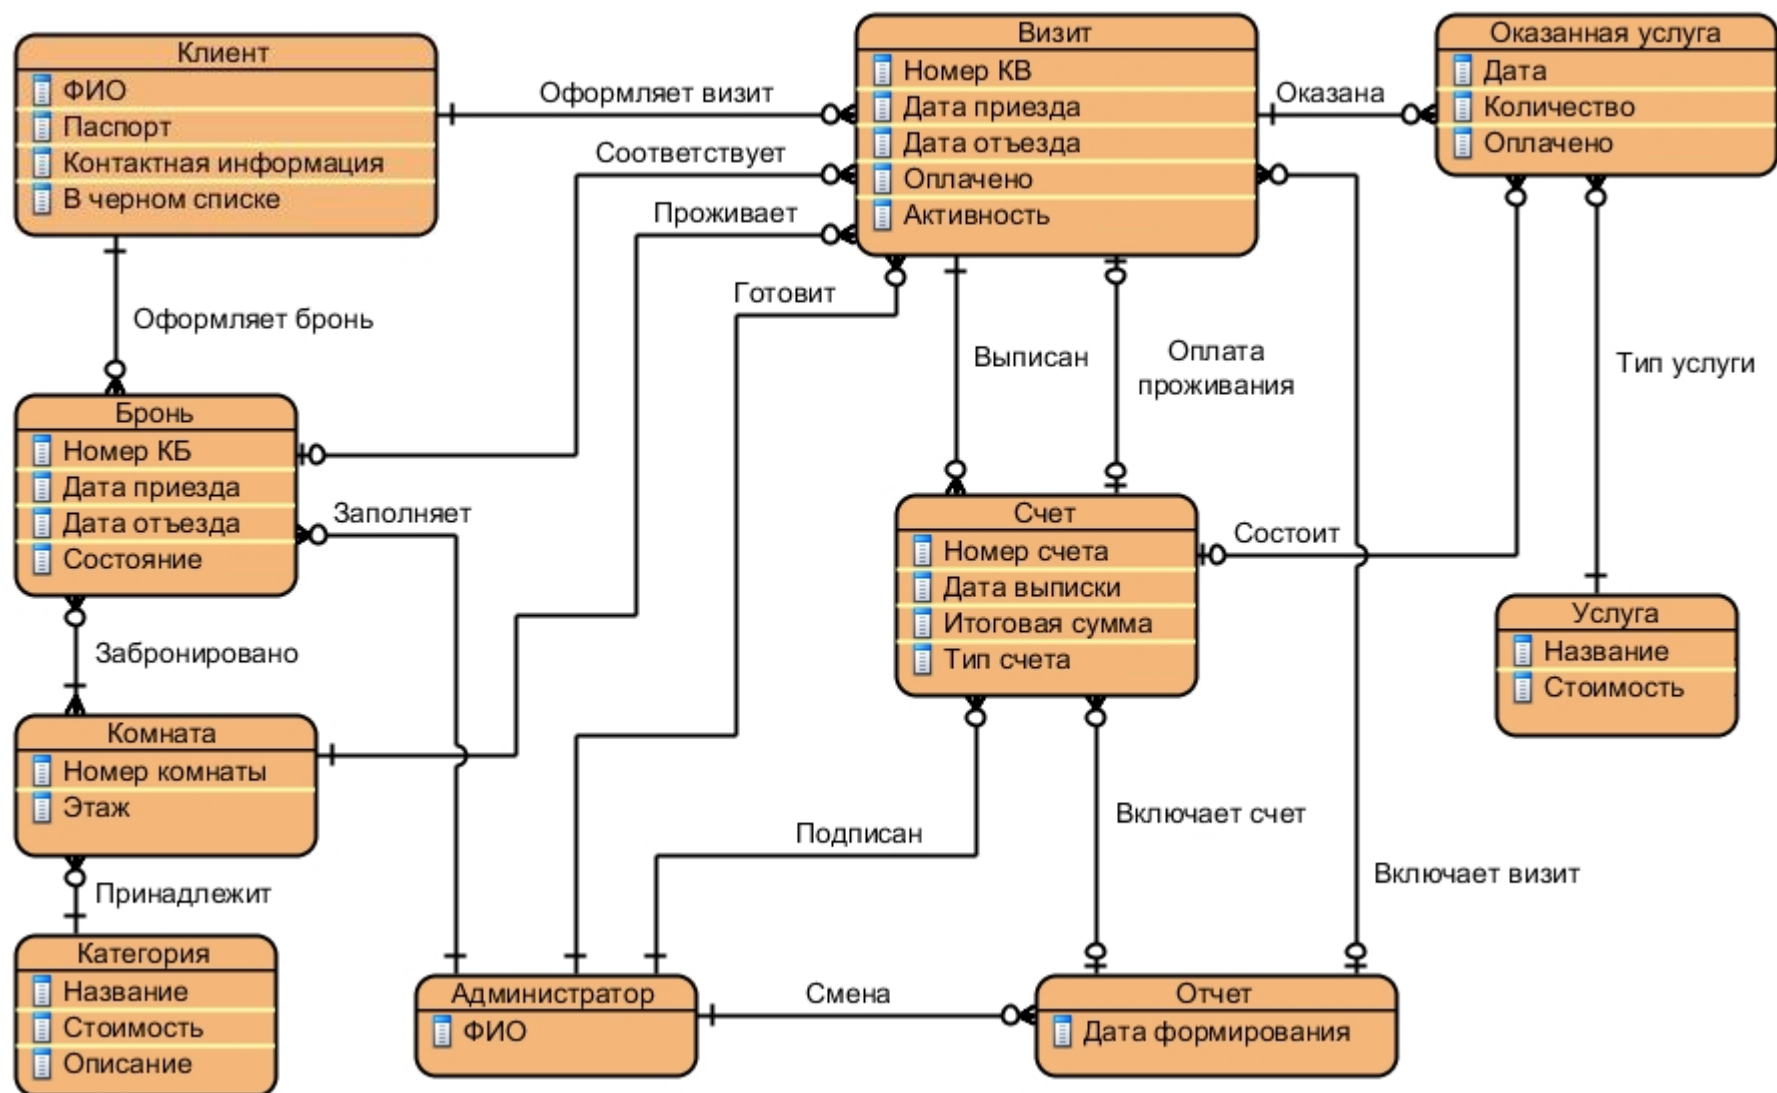 Клиент
ФИО
Паспорт
Контактная информация
В черном списке
Оформляет визит
Соответствует
Проживает
Готовит
Визит
Номер КВ
Дата приезда
Дата отъезда
Оплачено
Активность
Оказана
Оказанная услуга
Дата
Количество
Оплачено
Оформляет бронь
Выписан
Оплата
проживания
Тип услуги
Бронь
Номер КБ
Дата приезда
Дата отъезда
Состояние
Заполняет
Счет
Номер счета
Дата выписки
Итоговая сумма
Тип счета
Состоит
Услуга
Название
Стоимость
Забронировано
Комната
Номер комнаты
Этаж
Подписан
Включает счет
Включает визит
Принадлежит
Категория
Название
Стоимость
Описание
Администратор
ФИО
Смена
Отчет
Дата формирования